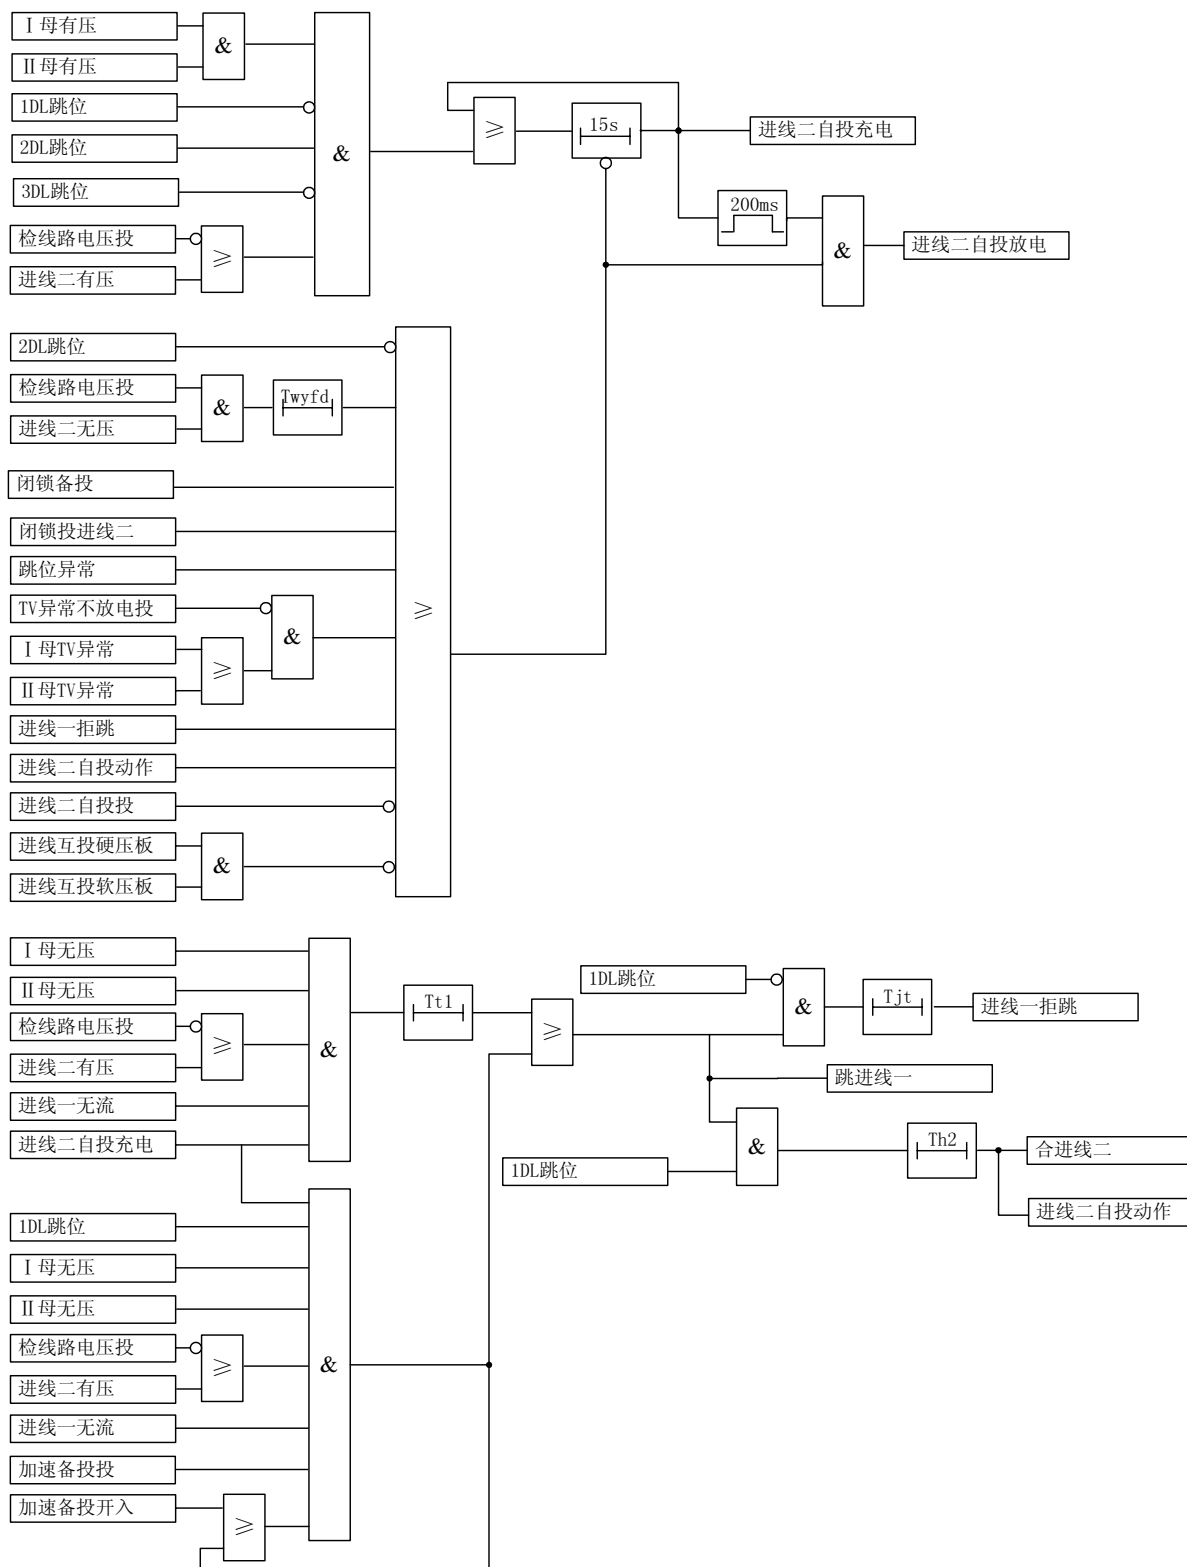 Ⅰ母有压
&
Ⅱ母有压
1DL跳位
2DL跳位
3DL跳位
检线路电压投
≥
进线二有压
&
≥
15s
进线二自投充电
200ms
&
进线二自投放电
2DL跳位
检线路电压投
&
Twyfd
进线二无压
闭锁备投
闭锁投进线二
跳位异常
TV异常不放电投
&
Ⅰ母TV异常
≥
Ⅱ母TV异常
进线一拒跳
进线二自投动作
进线二自投投
进线互投硬压板
&
进线互投软压板
≥
Ⅰ母无压
Ⅱ母无压
检线路电压投
≥
进线二有压
进线一无流
进线二自投充电
&
Tt1
≥
1DL跳位
&
Tjt
进线一拒跳
跳进线一
1DL跳位
&
Th2
合进线二
进线二自投动作
1DL跳位
Ⅰ母无压
Ⅱ母无压
检线路电压投
≥
进线二有压
进线一无流
加速备投投
加速备投开入
≥
&